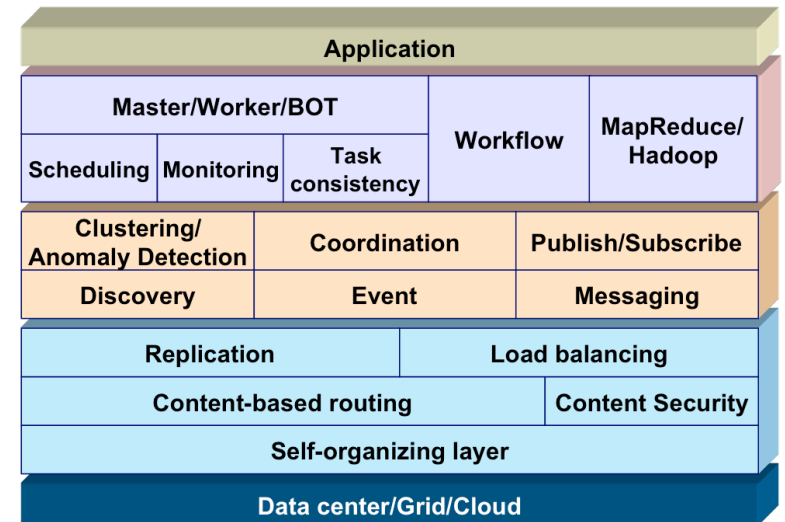 Application
Master/Worker/BOT
Workflow
MapReduce/
Hadoop
Scheduling
Monitoring
Task
consistency
Clustering/
Anomaly Detection
Coordination
Publish/Subscribe
Discovery
Event
Messaging
Replication
Load balancing
Content-based routing
Content Security
Self-organizing layer
Data center/Grid/Cloud